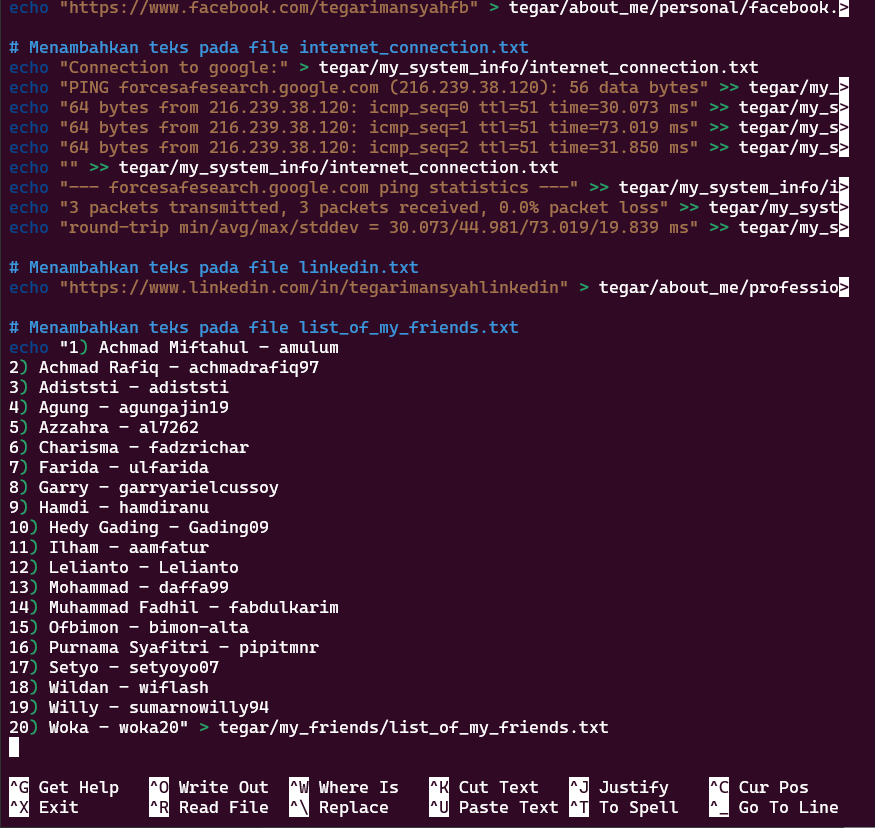 echo "https://www.facebook.com/tegarimansyahfb" > tegar/about_me/personal/facebook.>
# Menambahkan teks pada file internet_connection.txt
echo "Connection to google:" > tegar/my_system_info/internet_connection.txt
echo "PING forcesafesearch.google.com (216.239.38.120): 56 data bytes" >> tegar/my_>
echo "64 bytes from 216.239.38.120: icmp_seq=0 ttl=51 time=30.073 ms" >> tegar/my_s>
echo "64 bytes from 216.239.38.120: icmp_seq=1 ttl=51 time=73.019 ms" >> tegar/my_s>
echo "64 bytes from 216.239.38.120: icmp_seq=2 ttl=51 time=31.850 ms" >> tegar/my_s>
echo "" >> tegar/my_system_info/internet_connection.txt
echo "--- forcesafesearch.google.com ping statistics ---" >> tegar/my_system_info/i>
echo "3 packets transmitted, 3 packets received, 0.0% packet loss" >> tegar/my_syst>
echo "round-trip min/avg/max/stddev = 30.073/44.981/73.019/19.839 ms" >> tegar/my_s>
# Menambahkan teks pada file linkedin.txt
echo "https://www.linkedin.com/in/tegarimansyahlinkedin" > tegar/about_me/professio>
# Menambahkan teks pada file list_of_my_friends.txt
echo "1) Achmad Miftahul - amulum
2) Achmad Rafiq - achmadrafiq97
3) Adiststi - adiststi
4) Agung - agungajin19
5) Azzahra - al7262
6) Charisma - fadzrichar
7) Farida - ulfarida
8) Garry - garryarielcussoy
9) Hamdi - hamdiranu
10) Hedy Gading - Gading09
11) Ilham - aamfatur
12) Lelianto - Lelianto
13) Mohammad - daffa99
14) Muhammad Fadhil - fabdulkarim
15) Ofbimon - bimon-alta
16) Purnama Syafitri - pipitmnr
17) Setyo - setyoyo07
18) Wildan - wiflash
19) Willy - sumarnowilly94
20) Woka - woka20" > tegar/my_friends/list_of_my_friends.txt
^G Get Help ^O Write Out ^W Where Is ^K Cut Text ^J Justify ^C Cur Pos
^X Exit ^R Read File ^\ Replace ^U Paste Text ^T To Spell ^_ Go To Line